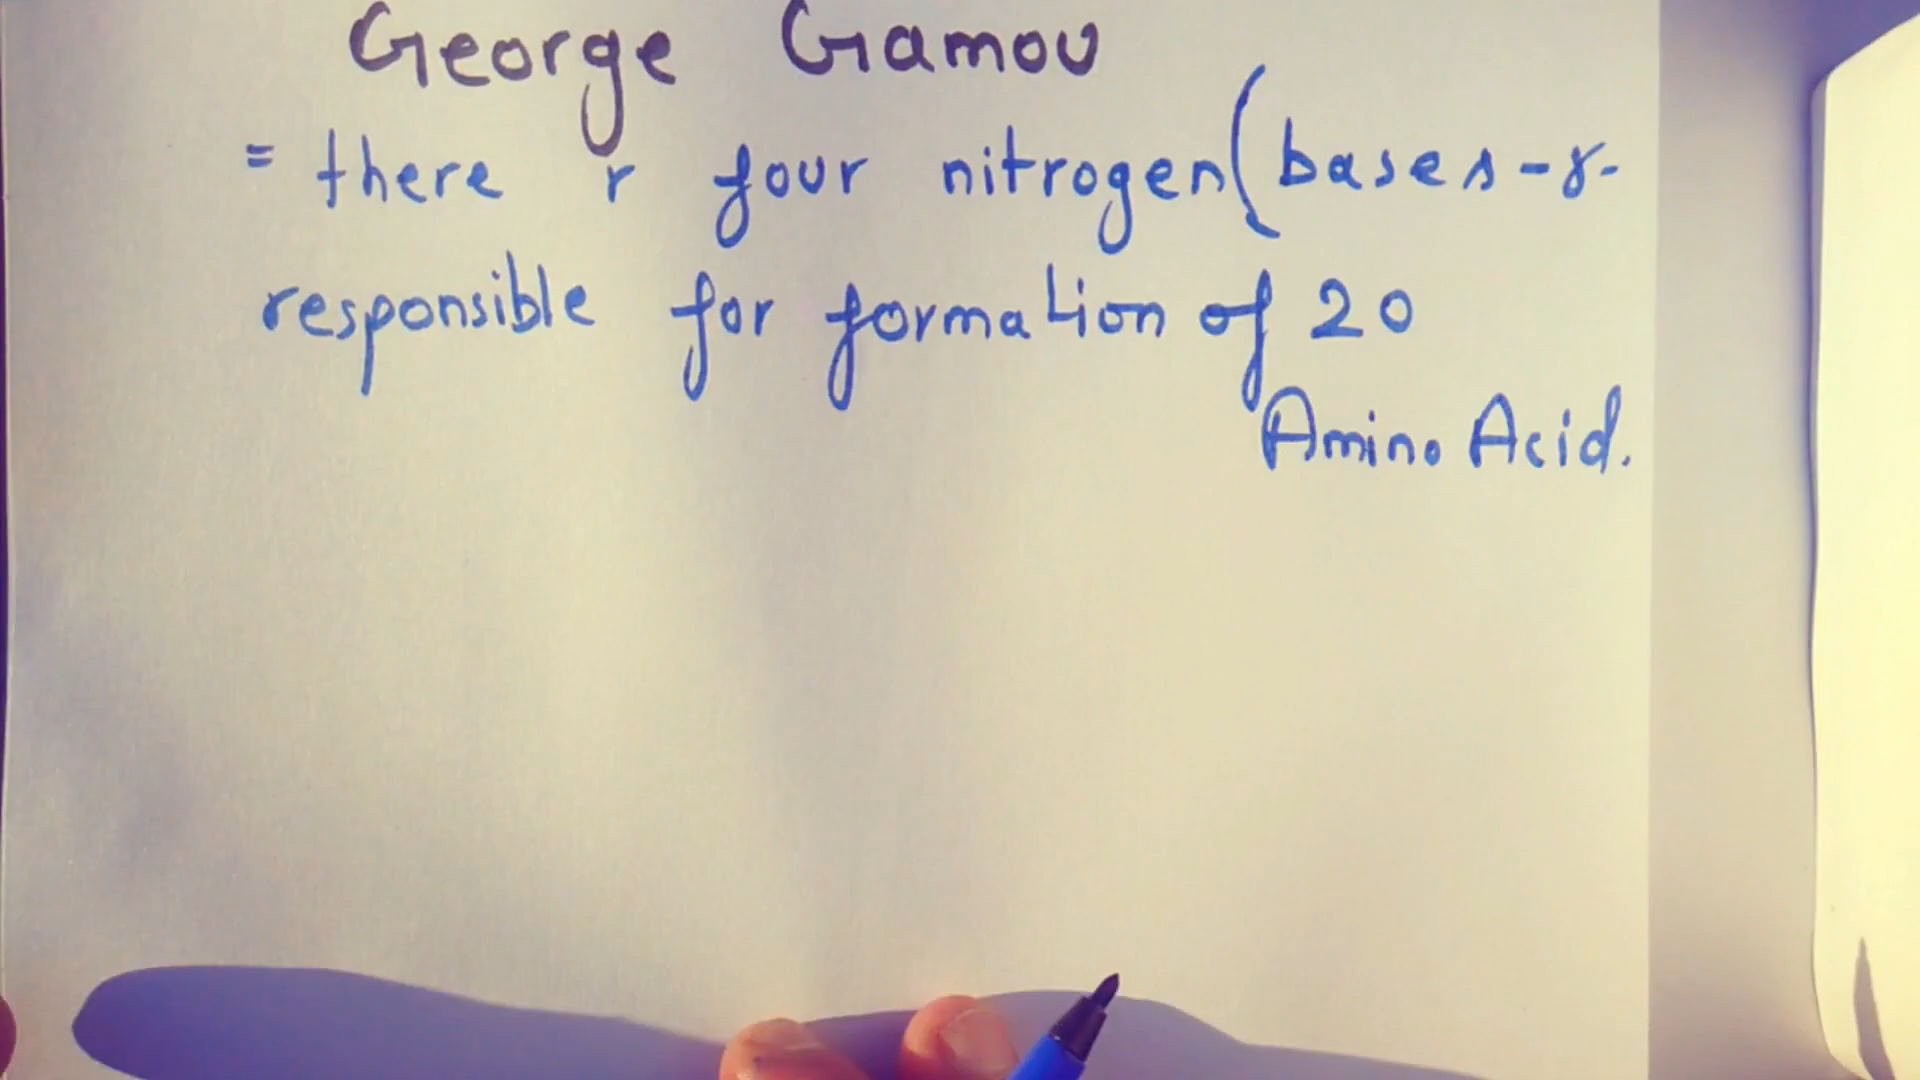 George Gamou
= there r four nitrogen(bases-r-
responsible for formation of 20
Amino Acid.